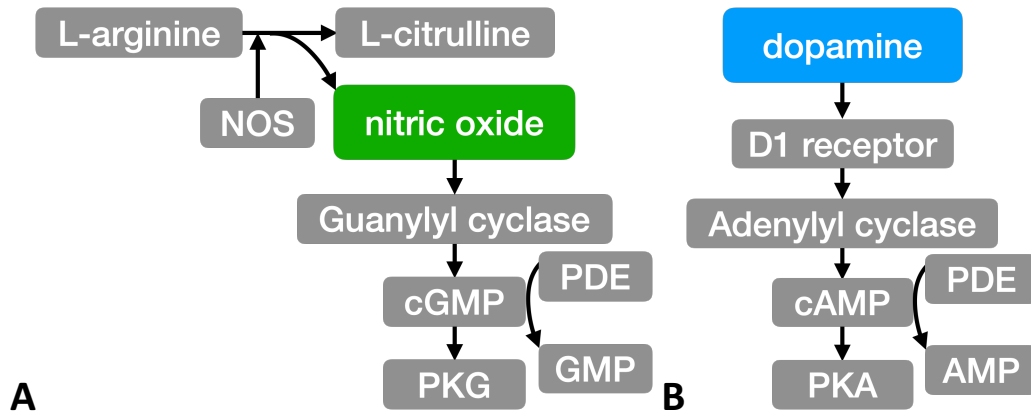 L-arginine
L-citrulline
NOS
nitric oxide
Guanylyl cyclase
cGMP
PDE
PKG
GMP
A
dopamine
D1 receptor
Adenylyl cyclase
cAMP
PDE
PKA
AMP
B